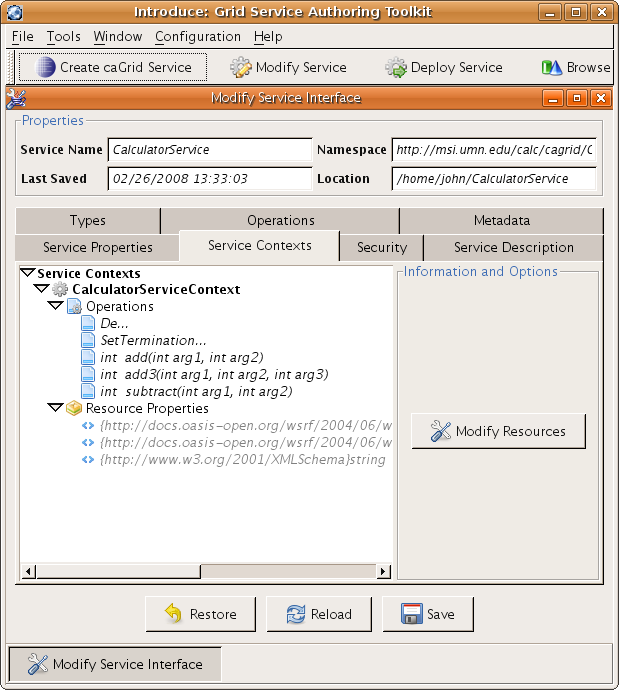 Introduce: Grid Service Authoring Toolkit
File Tools Window Configuration Help
Create caGrid Service Modify Service Deploy Service Browse
Modify Service Interface
Properties
Service Name CalculatorService Namespace http://msi.umn.edu/calc/cagrid/C
Last Saved 02/26/2008 13:33:03 Location /home/john/CalculatorService
Types Operations Metadata
Service Properties Service Contexts Security Service Description
Service Contexts
Information and Options
CalculatorServiceContext
Operations
De...
SetTermination...
int add(int arg1, int arg2)
int add3(int arg1, int arg2, int arg3)
int subtract(int arg1, int arg2)
Resource Properties
<> {http://docs.oasis-open.org/wsrf/2004/06/w
<> {http://docs.oasis-open.org/wsrf/2004/06/w
<> {http://www.w3.org/2001/XMLSchema}string
Modify Resources
Restore Reload Save
Modify Service Interface